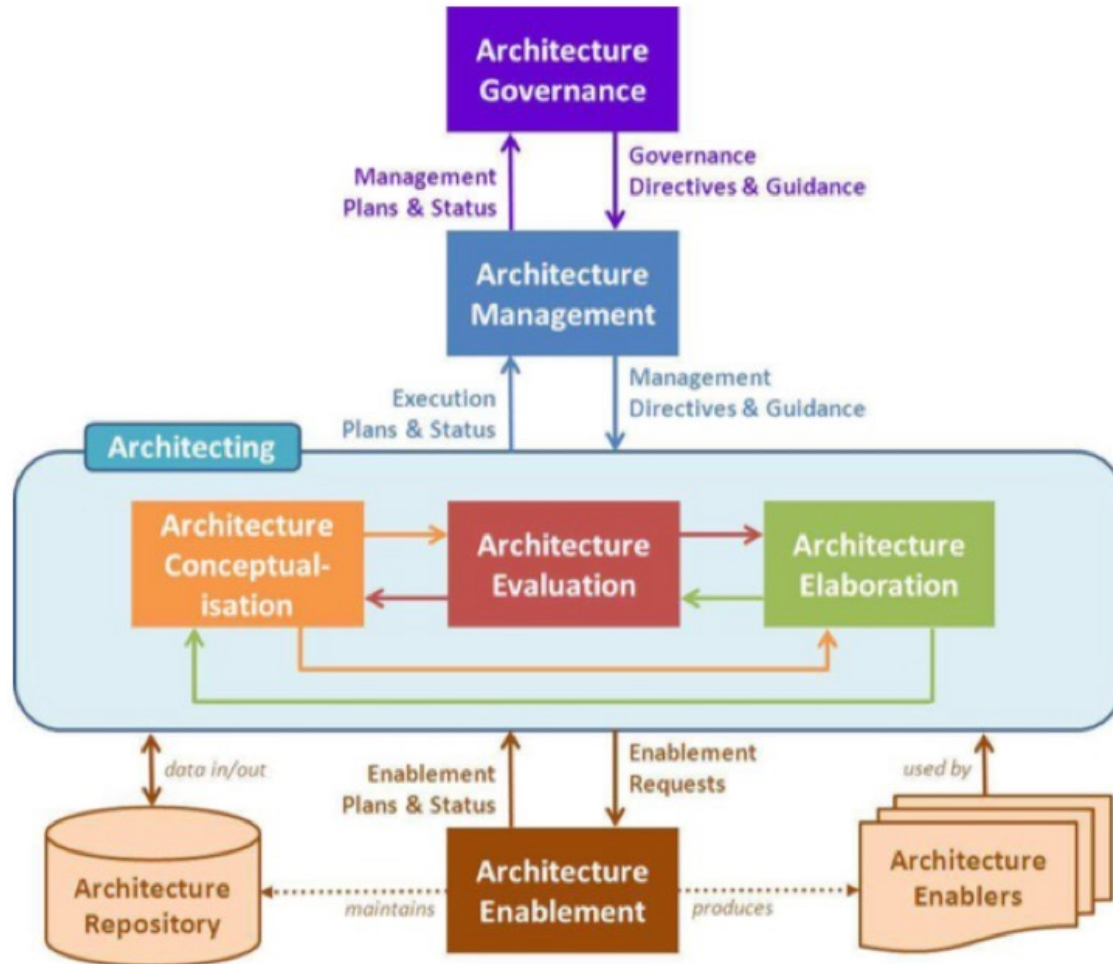 Architecture
Governance
Management
Plans & Status
Governance
Directives & Guidance
Architecture
Management
Execution
Plans & Status
Management
Directives & Guidance
Architecting
Architecture
Conceptual-
isation
Architecture
Evaluation
Architecture
Elaboration
data in/out
Enablement
Plans & Status
Enablement
Requests
used by
Architecture
Repository
maintains
Architecture
Enablement
produces
Architecture
Enablers